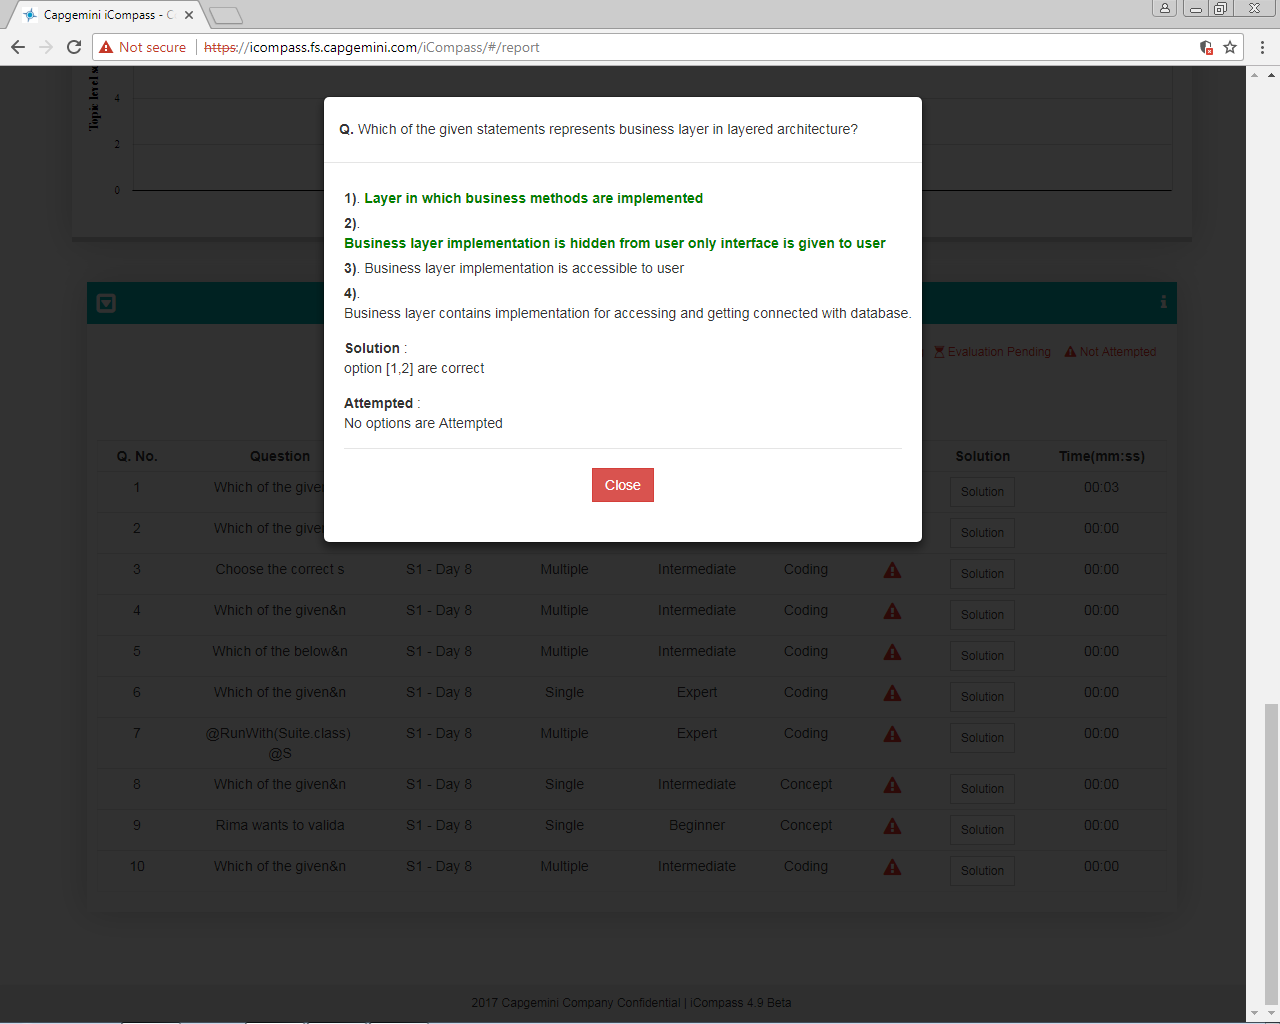 Capgemini iCompass - C
Not secure
https://icompass.fs.capgemini.com/iCompass/#/report
Topic level s
4
2
0
Q. Which of the given statements represents business layer in layered architecture?
1). Layer in which business methods are implemented
2).
Business layer implementation is hidden from user only interface is given to user
3). Business layer implementation is accessible to user
4).
Business layer contains implementation for accessing and getting connected with database.
Solution :
option [1,2] are correct
Attempted :
No options are Attempted
Close
Evaluation Pending Not Attempted
Q. No. Question Solution Time(mm:ss)
1 Which of the give Solution 00:03
2 Which of the give Solution 00:00
3 Choose the correct s S1 - Day 8 Multiple Intermediate Coding Solution 00:00
4 Which of the given&n S1 - Day 8 Multiple Intermediate Coding Solution 00:00
5 Which of the below&n S1 - Day 8 Multiple Intermediate Coding Solution 00:00
6 Which of the given&n S1 - Day 8 Single Expert Coding Solution 00:00
7 @RunWith(Suite.class) S1 - Day 8 Multiple Expert Coding Solution 00:00
@S
8 Which of the given&n S1 - Day 8 Single Intermediate Concept Solution 00:00
9 Rima wants to valida S1 - Day 8 Single Beginner Concept Solution 00:00
10 Which of the given&n S1 - Day 8 Multiple Intermediate Coding Solution 00:00
2017 Capgemini Company Confidential | iCompass 4.9 Beta